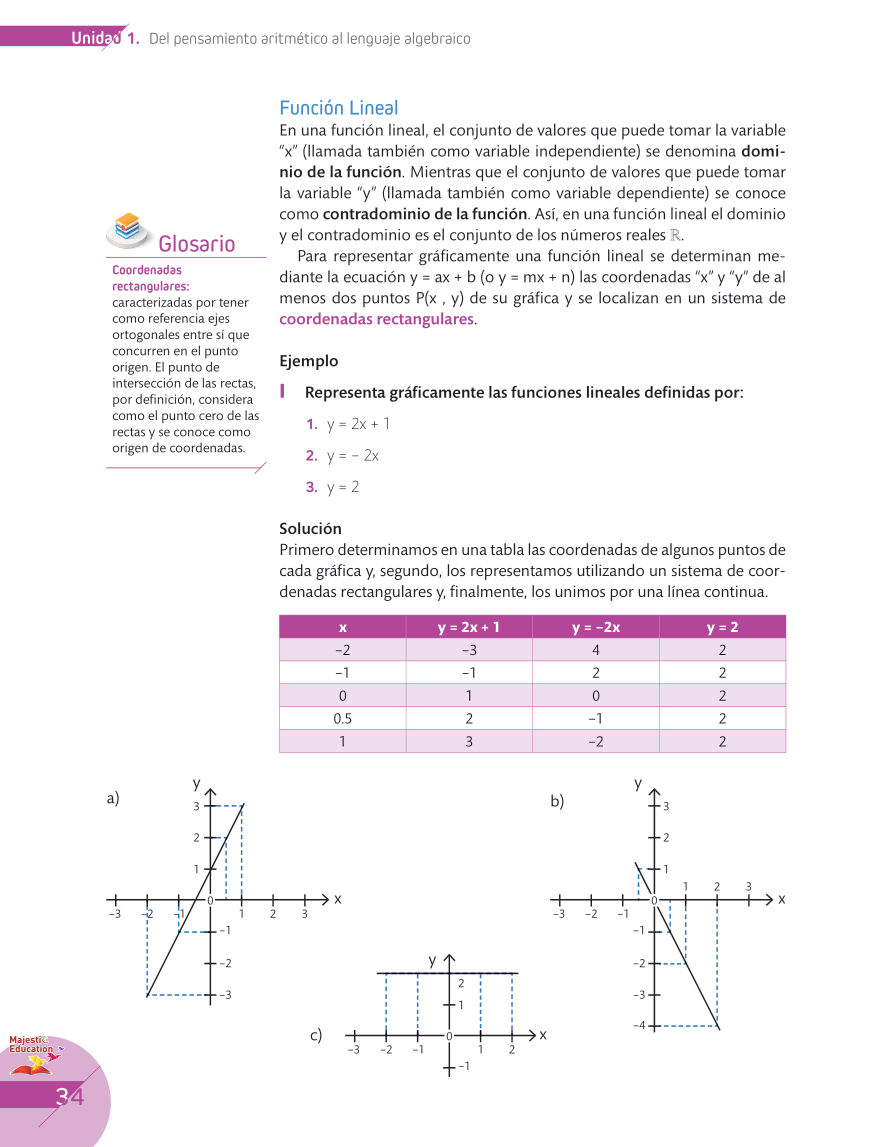 Unidad 1. Del pensamiento aritmético al lenguaje algebraico
Función Lineal
En una función lineal, el conjunto de valores que puede tomar la variable
“x” (llamada también como variable independiente) se denomina domi-
nio de la función. Mientras que el conjunto de valores que puede tomar
la variable “y” (llamada también como variable dependiente) se conoce
como contradominio de la función. Así, en una función lineal el dominio
y el contradominio es el conjunto de los números reales ℝ.
Para representar gráficamente una función lineal se determinan me-
diante la ecuación y = ax + b (o y = mx + n) las coordenadas “x” y “y” de al
menos dos puntos P(x , y) de su gráfica y se localizan en un sistema de
coordenadas rectangulares.
Glosario
Coordenadas
rectangulares:
caracterizadas por tener
como referencia ejes
ortogonales entre sí que
concurren en el punto
origen. El punto de
intersección de las rectas,
por definición, considera
como el punto cero de las
rectas y se conoce como
origen de coordenadas.
Ejemplo
I Representa gráficamente las funciones lineales definidas por:
1. y = 2x + 1
2. y = – 2x
3. y = 2
Solución
Primero determinamos en una tabla las coordenadas de algunos puntos de
cada gráfica y, segundo, los representamos utilizando un sistema de coor-
denadas rectangulares y, finalmente, los unimos por una línea continua.
x y = 2x + 1 y = –2x y = 2
–2 –3 4 2
–1 –1 2 2
0 1 0 2
0.5 2 –1 2
1 3 –2 2
a)
y
3
2
1
–3 –2 –1 0 1 2 3 x
–1
–2
–3
b)
y
3
2
1
1 2 3
–3 –2 –1 0 x
–1
–2
–3
–4
c)
y
2
1
–3 –2 –1 0 1 2 x
–1
Majestic
Education
34